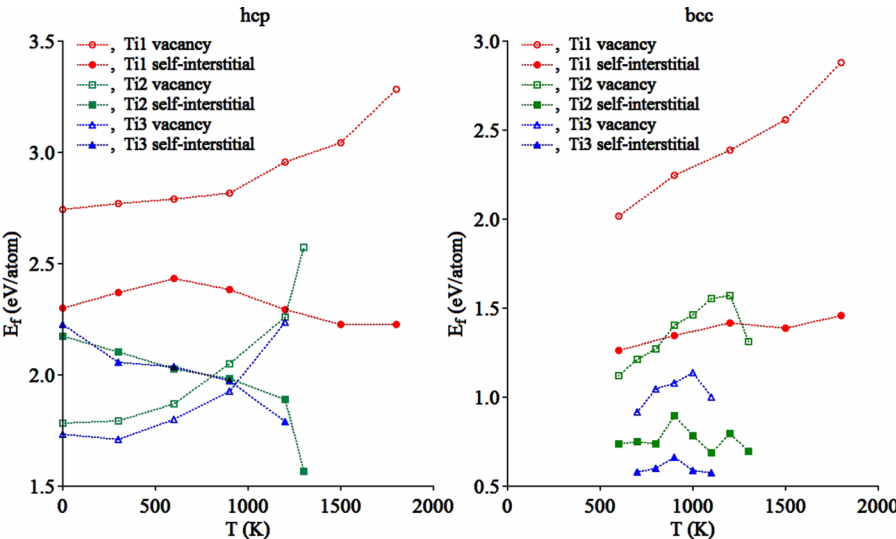 hcp
3.5
3.0
2.5
2.0
1.5
E_f (eV/atom)
, Ti1 vacancy
, Ti1 self-interstitial
, Ti2 vacancy
, Ti2 self-interstitial
, Ti3 vacancy
, Ti3 self-interstitial
0 500 1000 1500 2000
T (K)
bcc
3.0
2.5
2.0
1.5
1.0
0.5
E_f (eV/atom)
, Ti1 vacancy
, Ti1 self-interstitial
, Ti2 vacancy
, Ti2 self-interstitial
, Ti3 vacancy
, Ti3 self-interstitial
0 500 1000 1500 2000
T (K)